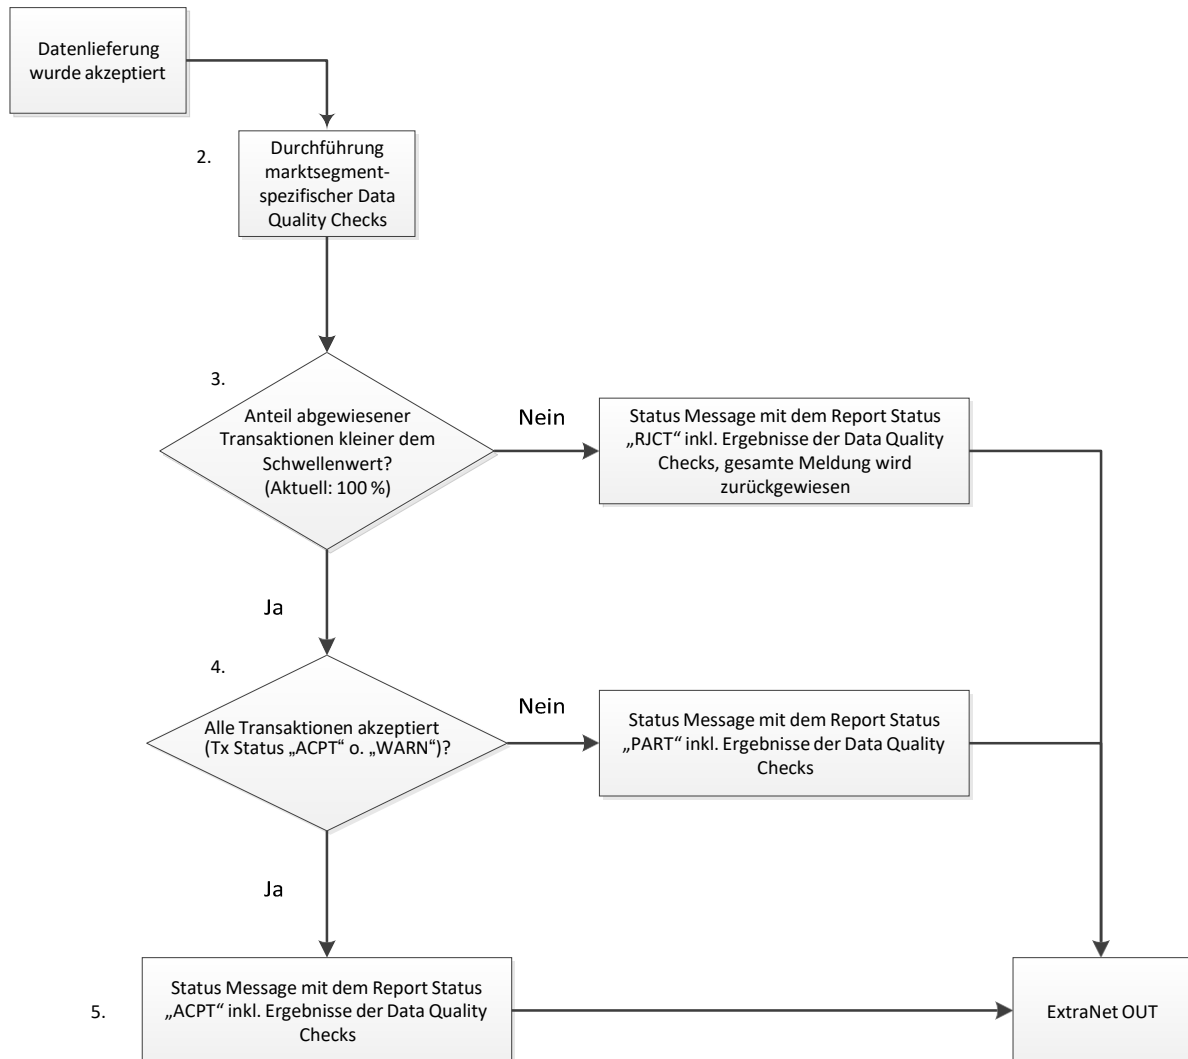 Datenlieferung
wurde akzeptiert
2.
Durchführung
marktsegment-
spezifischer Data
Quality Checks
3.
Anteil abgewiesener
Transaktionen kleiner dem
Schwellenwert?
(Aktuell: 100 %)
Nein
Status Message mit dem Report Status
„RJCT“ inkl. Ergebnisse der Data Quality
Checks, gesamte Meldung wird
zurückgewiesen
Ja
4.
Alle Transaktionen akzeptiert
(Tx Status „ACPT“ o. „WARN“)?
Nein
Status Message mit dem Report Status
„PART“ inkl. Ergebnisse der Data Quality
Checks
Ja
5.
Status Message mit dem Report Status
„ACPT“ inkl. Ergebnisse der Data Quality
Checks
ExtraNet OUT